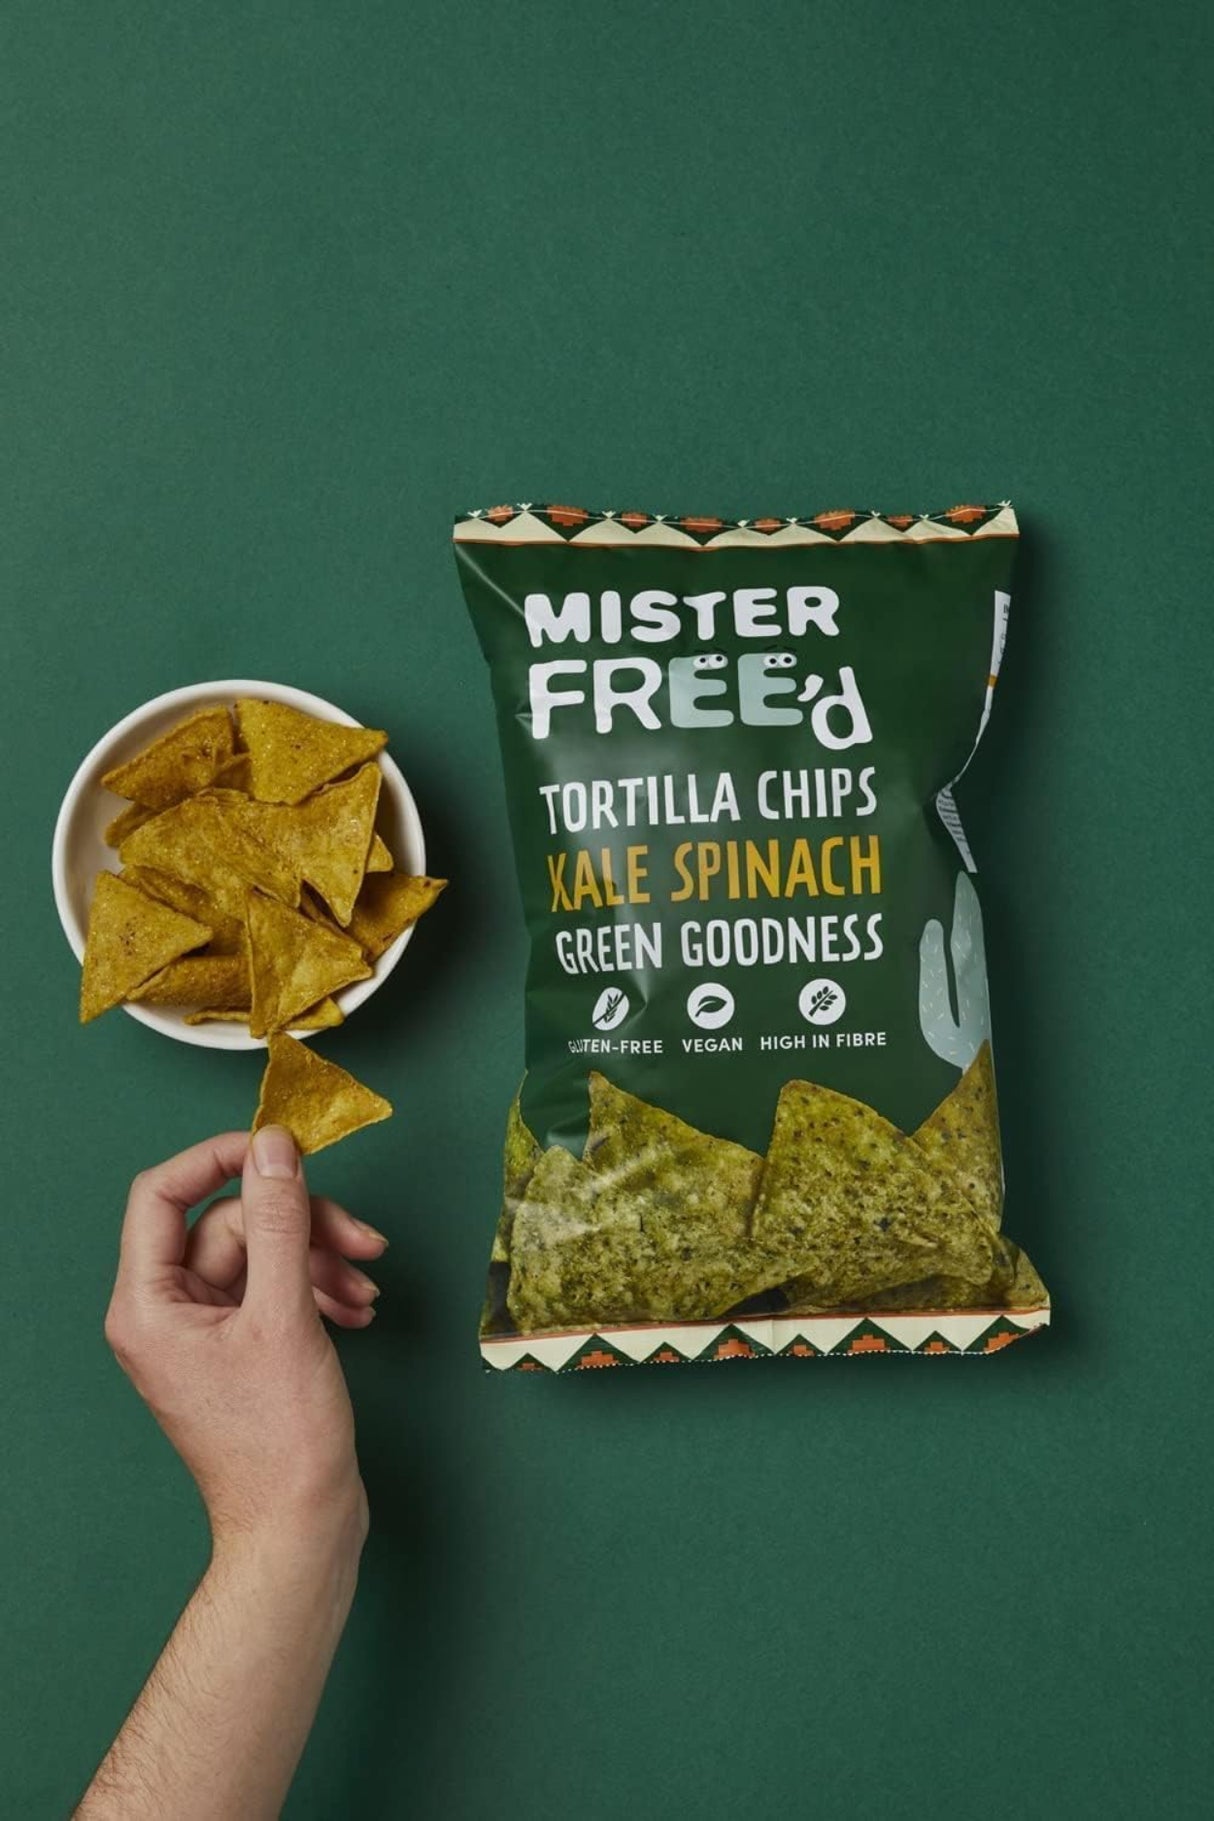 MISTER
FREE'd
TORTILLA CHIPS
KALE SPINACH
GREEN GOODNESS
GLUTEN-FREE VEGAN HIGH IN FIBRE